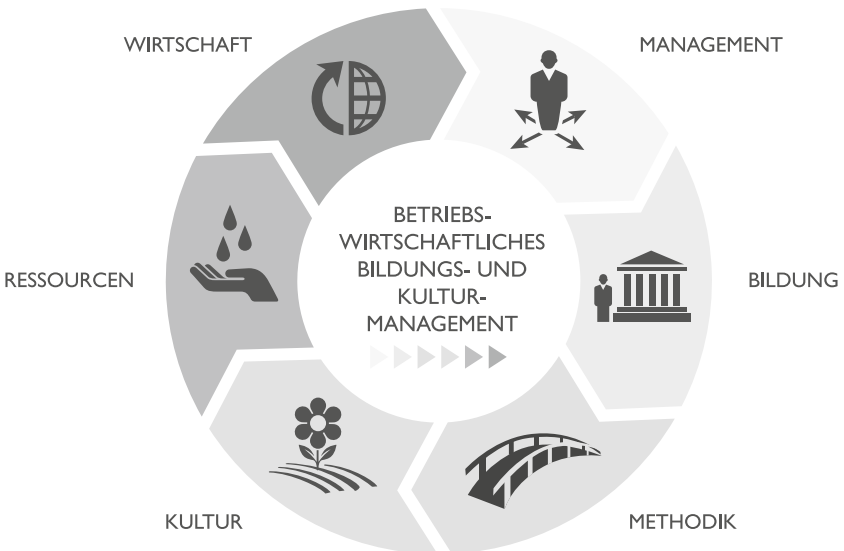 WIRTSCHAFT
MANAGEMENT
BETRIEBS-
WIRTSCHAFTLICHES
BILDUNGS- UND
KULTUR-
MANAGEMENT
RESSOURCEN
BILDUNG
KULTUR
METHODIK